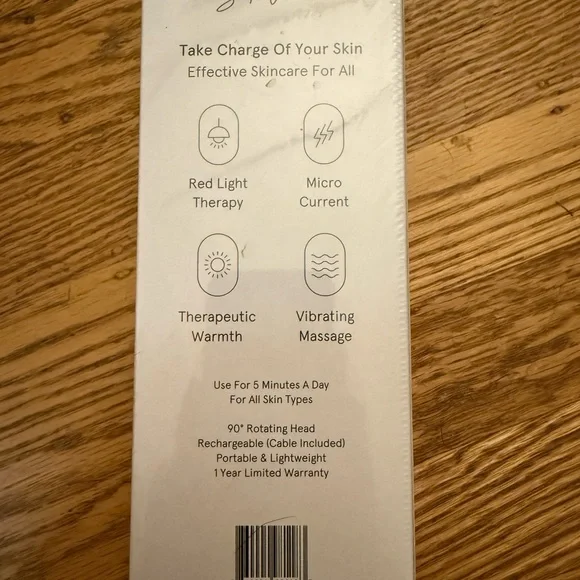 Take Charge Of Your Skin
Effective Skincare For All
Red Light
Therapy
Micro
Current
Therapeutic
Warmth
Vibrating
Massage
Use For 5 Minutes A Day
For All Skin Types
90° Rotating Head
Rechargeable (Cable Included)
Portable & Lightweight
1 Year Limited Warranty